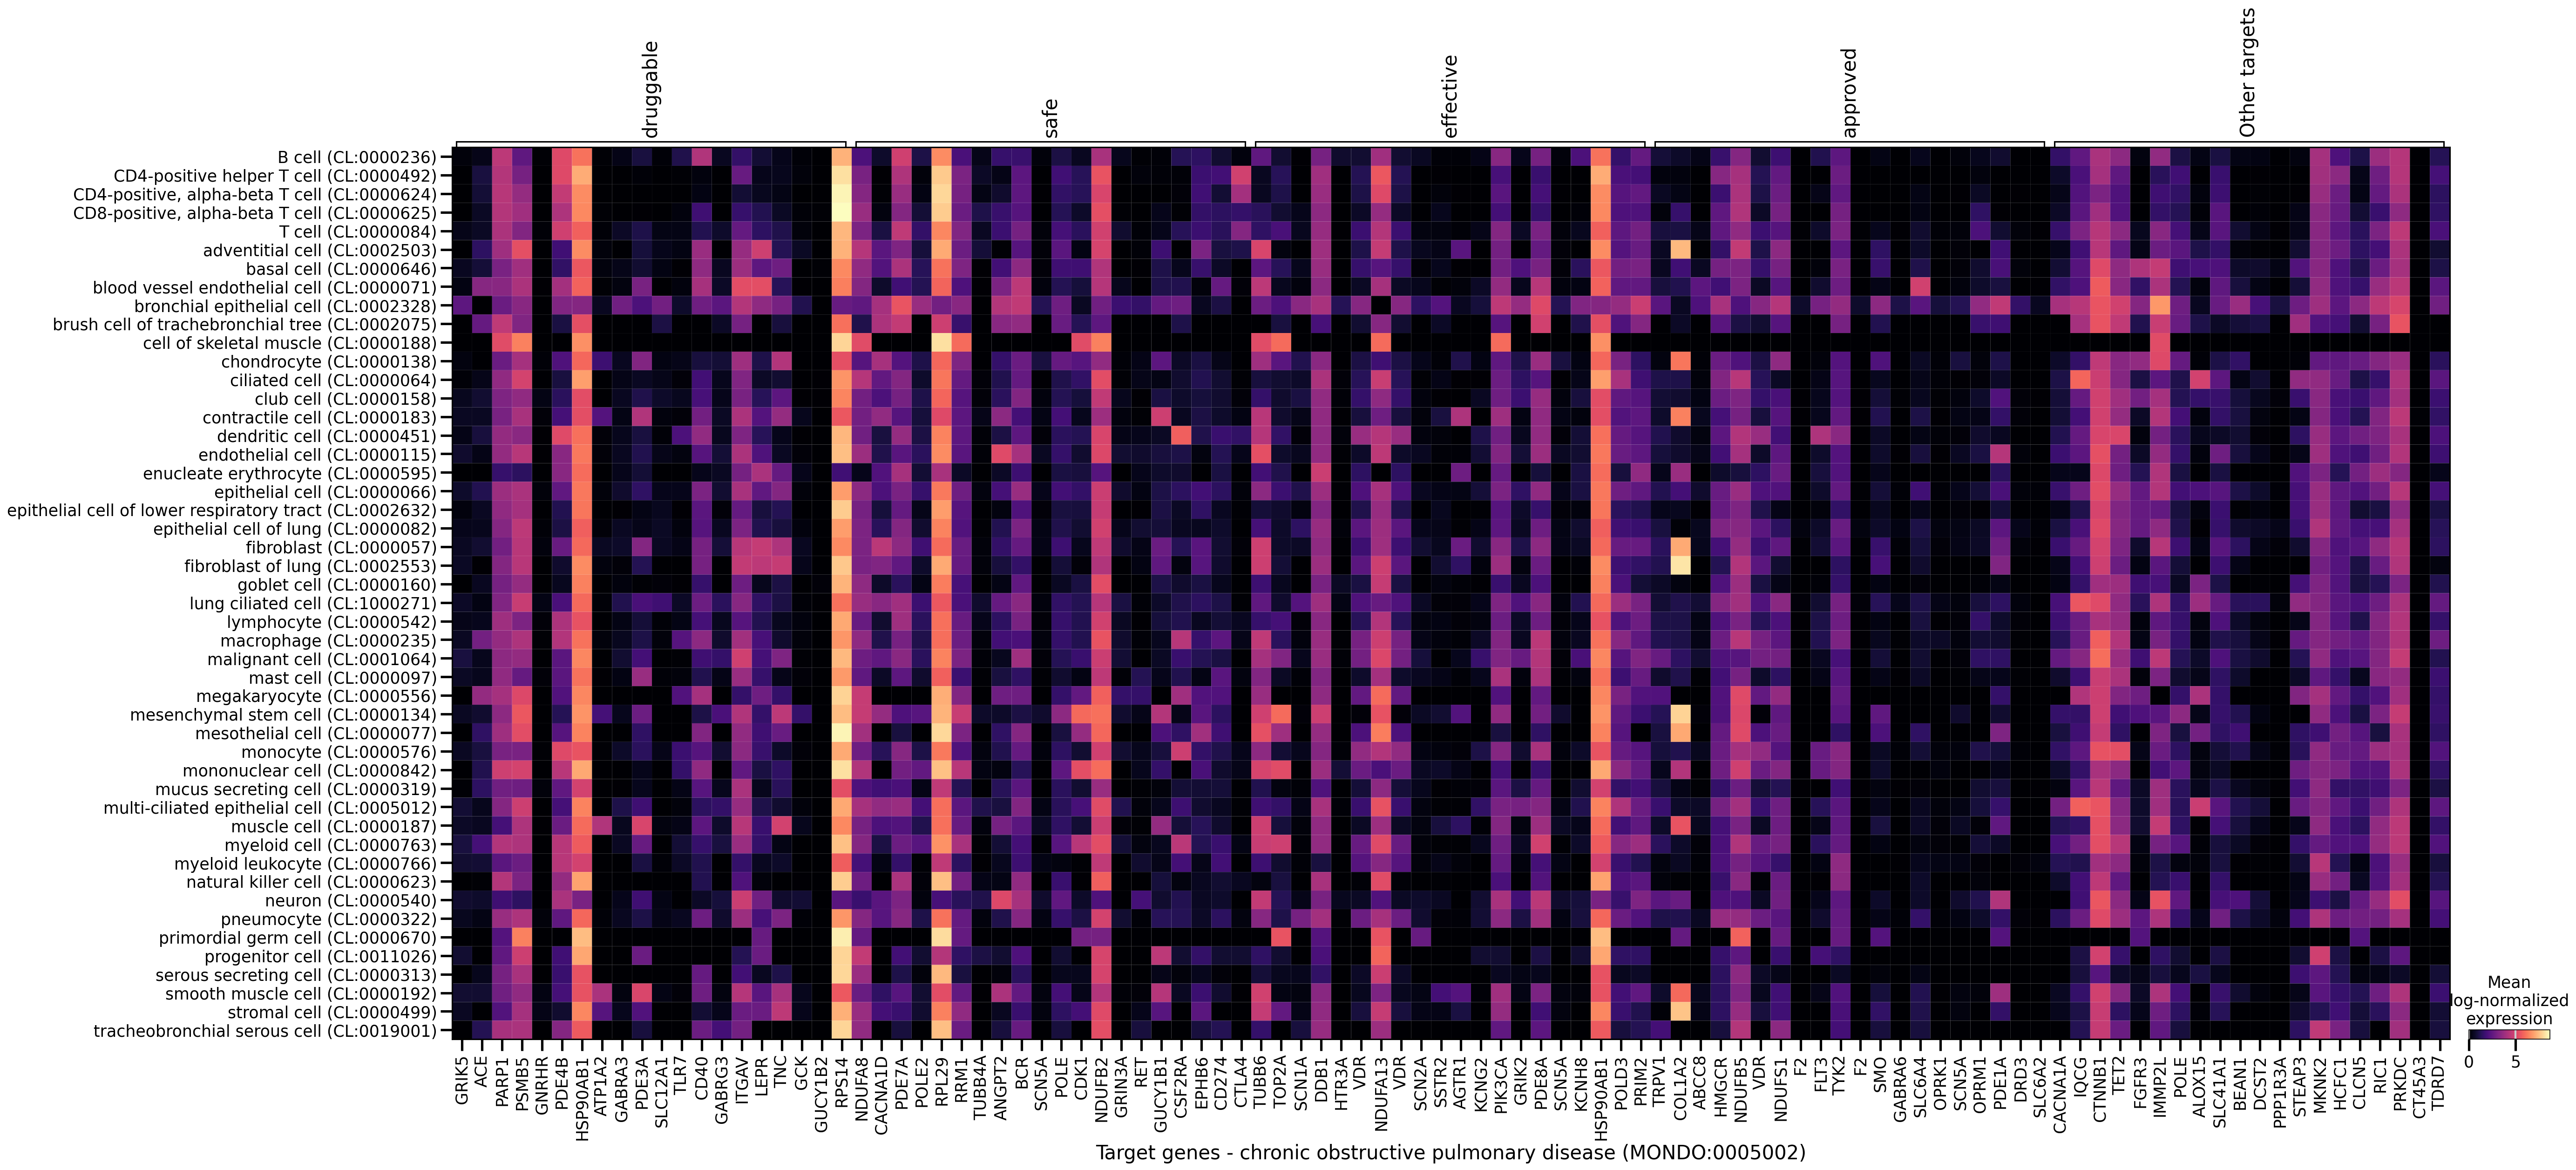 druggable
safe
effective
approved
Other targets
B cell (CL:0000236)
CD4-positive helper T cell (CL:0000492)
CD4-positive, alpha-beta T cell (CL:0000624)
CD8-positive, alpha-beta T cell (CL:0000625)
T cell (CL:0000084)
adventitial cell (CL:0002503)
basal cell (CL:0000646)
blood vessel endothelial cell (CL:0000071)
bronchial epithelial cell (CL:0002328)
brush cell of trachebronchial tree (CL:0002075)
cell of skeletal muscle (CL:0000188)
chondrocyte (CL:0000138)
ciliated cell (CL:0000064)
club cell (CL:0000158)
contractile cell (CL:0000183)
dendritic cell (CL:0000451)
endothelial cell (CL:0000115)
enucleate erythrocyte (CL:0000595)
epithelial cell (CL:0000066)
epithelial cell of lower respiratory tract (CL:0002632)
epithelial cell of lung (CL:0000082)
fibroblast (CL:0000057)
fibroblast of lung (CL:0002553)
goblet cell (CL:0000160)
lung ciliated cell (CL:1000271)
lymphocyte (CL:0000542)
macrophage (CL:0000235)
malignant cell (CL:0001064)
mast cell (CL:0000097)
megakaryocyte (CL:0000556)
mesenchymal stem cell (CL:0000134)
mesothelial cell (CL:0000077)
monocyte (CL:0000576)
mononuclear cell (CL:0000842)
mucus secreting cell (CL:0000319)
multi-ciliated epithelial cell (CL:0005012)
muscle cell (CL:0000187)
myeloid cell (CL:0000763)
myeloid leukocyte (CL:0000766)
natural killer cell (CL:0000623)
neuron (CL:0000540)
pneumocyte (CL:0000322)
primordial germ cell (CL:0000670)
progenitor cell (CL:0011026)
serous secreting cell (CL:0000313)
smooth muscle cell (CL:0000192)
stromal cell (CL:0000499)
tracheobronchial serous cell (CL:0019001)
GRIK5
ACE
PARP1
PSMB5
GNRHR
PDE4B
HSP90AB1
ATP1A2
GABRA3
PDE3A
SLC12A1
TLR7
CD40
GABRG3
ITGAV
LEPR
TNC
GCK
GUCY1B2
RPS14
NDUFA8
CACNA1D
PDE7A
POLE2
RPL29
RRM1
TUBB4A
ANGPT2
BCR
SCN5A
POLE
CDK1
NDUFB2
GRIN3A
RET
GUCY1B1
CSF2RA
EPHB6
CD274
CTLA4
TUBB6
TOP2A
SCN1A
DDB1
HTR3A
VDR
NDUFA13
VDR
SCN2A
SSTR2
AGTR1
KCNG2
PIK3CA
GRIK2
PDE8A
SCN5A
KCNH8
HSP90AB1
POLD3
PRIM2
TRPV1
COL1A2
ABCC8
HMGCR
NDUFB5
VDR
NDUFS1
F2
FLT3
TYK2
F2
SMO
GABRA6
SLC6A4
OPRK1
SCN5A
OPRM1
PDE1A
DRD3
SLC6A2
CACNA1A
IQCG
CTNNB1
TET2
FGFR3
IMMP2L
POLE
ALOX15
SLC41A1
BEAN1
DCST2
PPP1R3A
STEAP3
MKNK2
HCFC1
CLCN5
RIC1
PRKDC
CT45A3
TDRD7
Target genes - chronic obstructive pulmonary disease (MONDO:0005002)
Mean
log-normalized
expression
0
5